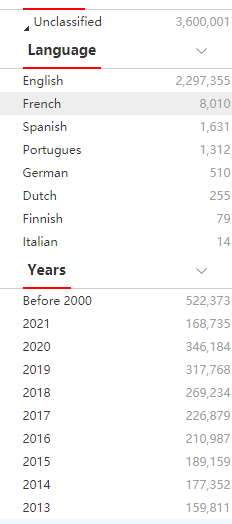 Unclassified 3,600,001
Language
English 2,297,355
French 8,010
Spanish 1,631
Portugues 1,312
German 510
Dutch 255
Finnish 79
Italian 14
Years
Before 2000 522,373
2021 168,735
2020 346,184
2019 317,768
2018 269,234
2017 226,879
2016 210,987
2015 189,159
2014 177,352
2013 159,811